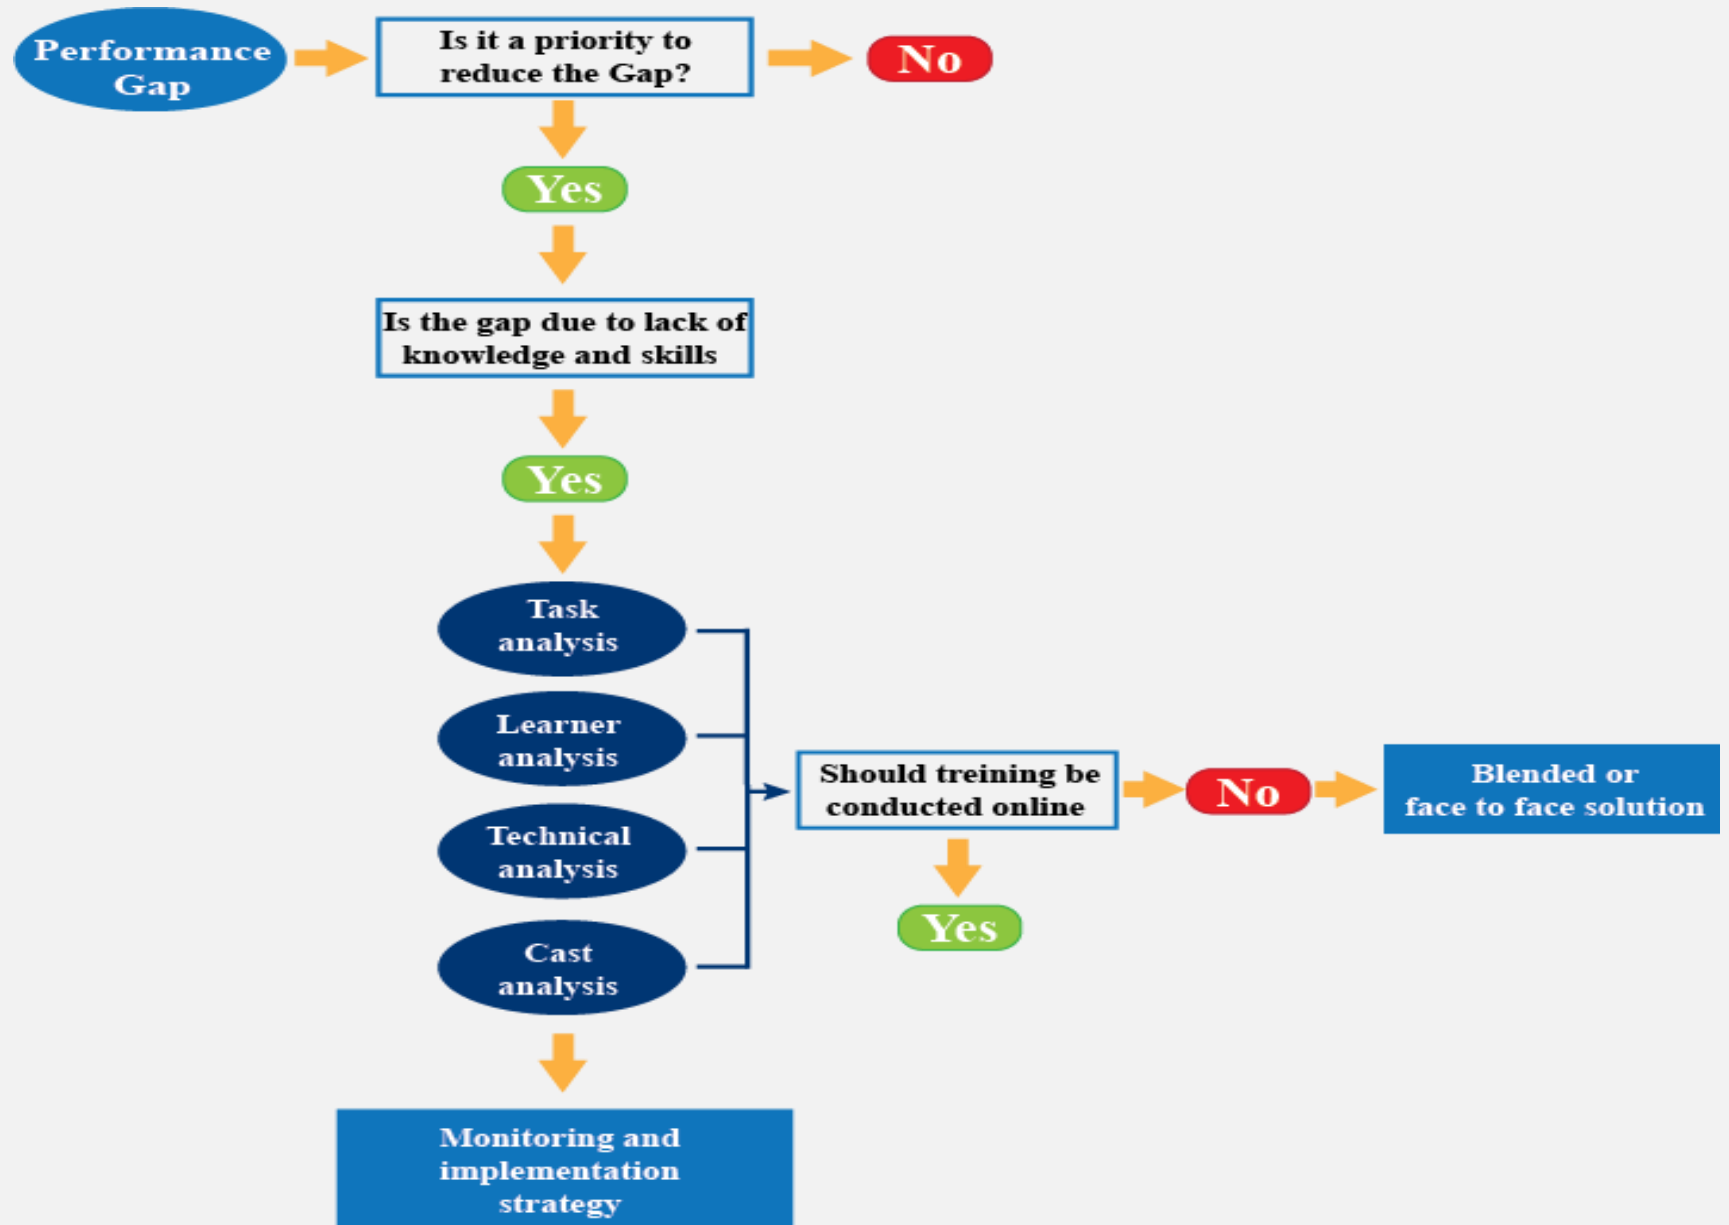 Performance
Gap
Is it a priority to
reduce the Gap?
No
Yes
Is the gap due to lack of
knowledge and skills
Yes
Task
analysis
Learner
analysis
Technical
analysis
Cast
analysis
Should treining be
conducted online
No
Blended or
face to face solution
Yes
Monitoring and
implementation
strategy